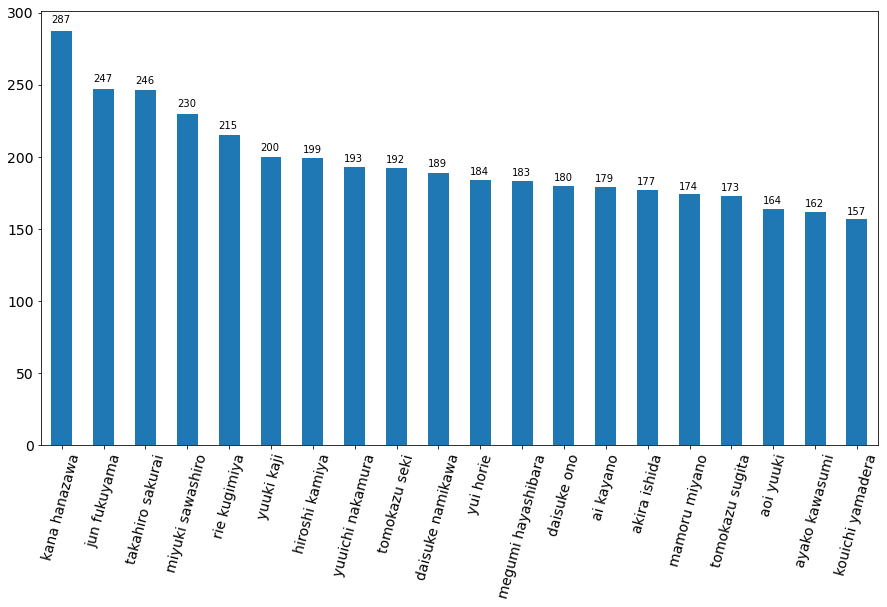 300
250
200
150
100
50
0
287
247
246
230
215
200
199
193
192
189
184
183
180
179
177
174
173
164
162
157
kana hanazawa
jun fukuyama
takahiro sakurai
miyuki sawashiro
rie kugimiya
yuuki kaji
hiroshi kamiya
yuuichi nakamura
tomokazu seki
daisuke namikawa
yui horie
megumi hayashibara
daisuke ono
ai kayano
akira ishida
mamoru miyano
tomokazu sugita
aoi yuuki
ayako kawasumi
kouichi yamadera